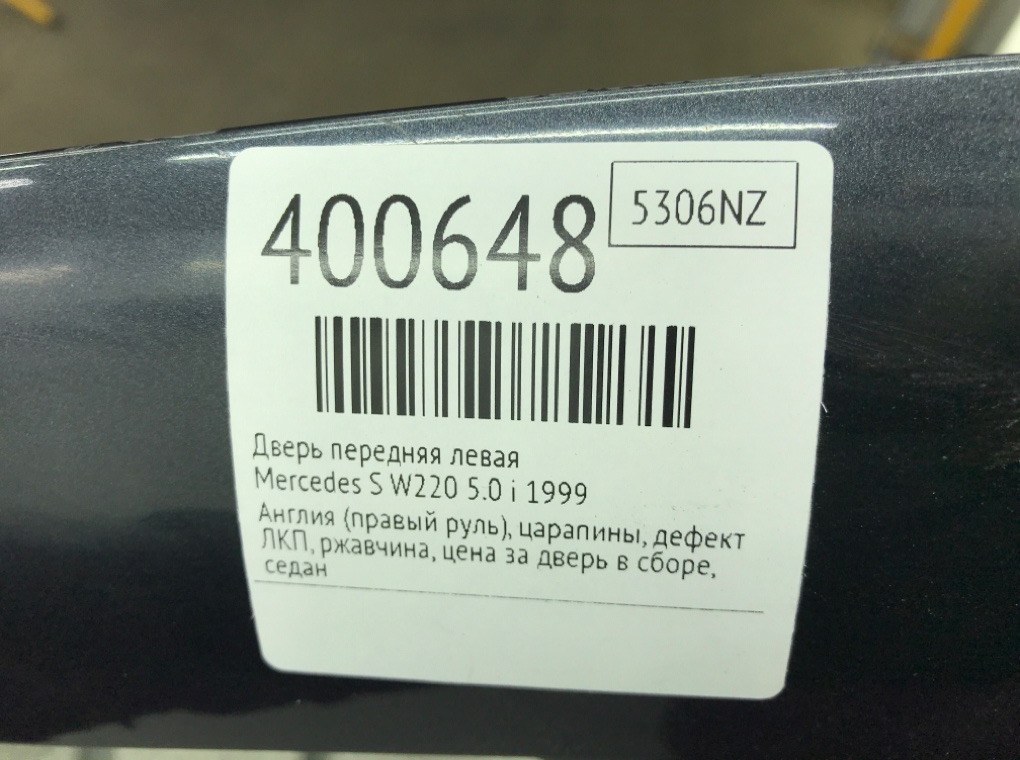 400648
5306NZ
Дверь передняя левая
Mercedes S W220 5.0 i 1999
Англия (правый руль), царапины, дефект
ЛКП, ржавчина, цена за дверь в сборе,
седан